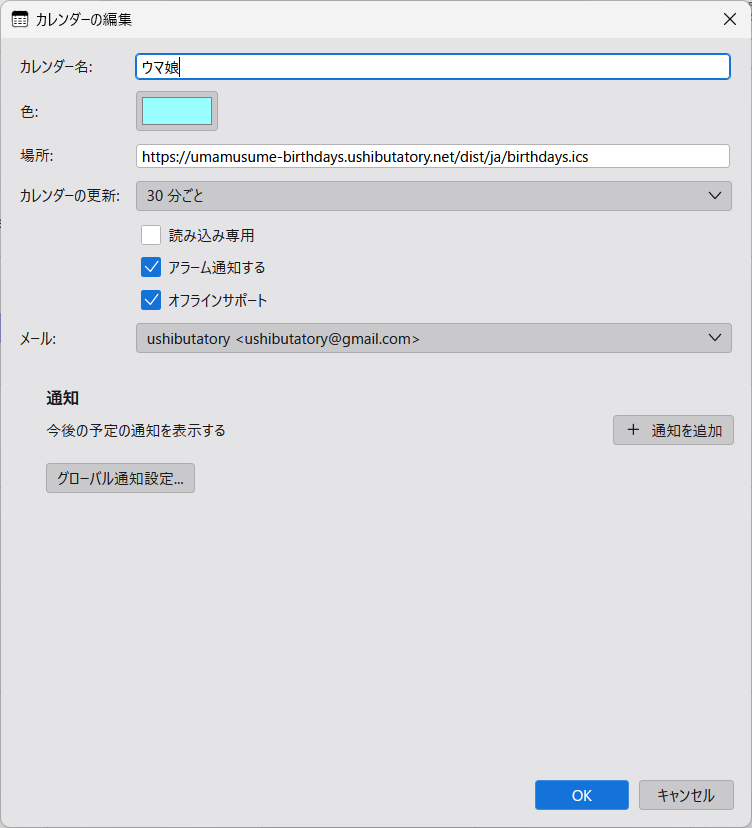 カレンダーの編集
カレンダー名: ウマ娘
色:
場所: https://umamusume-birthdays.ushibutatory.net/dist/ja/birthdays.ics
カレンダーの更新: 30 分ごと
読み込み専用
アラーム通知する
オフラインサポート
メール: ushibutatory <ushibutatory@gmail.com>
通知
今後の予定の通知を表示する
+ 通知を追加
グローバル通知設定...
OK キャンセル